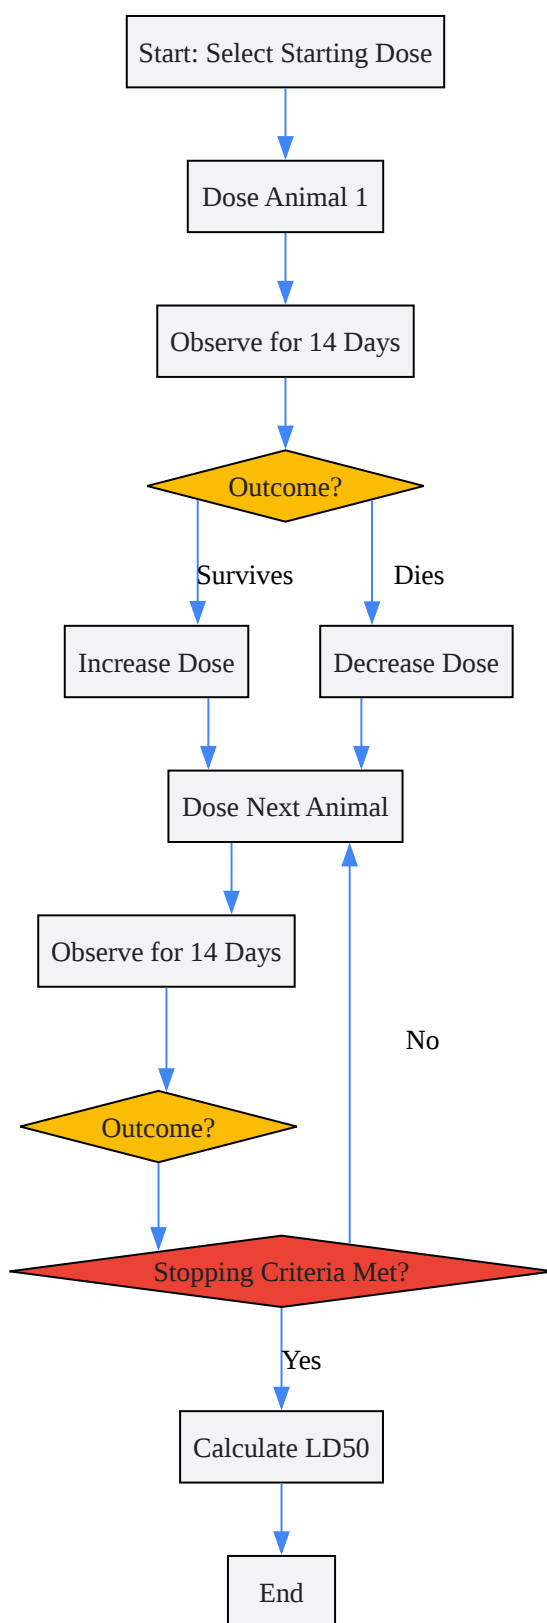 Start: Select Starting Dose
Dose Animal 1
Observe for 14 Days
Outcome?
Survives
Dies
Increase Dose
Decrease Dose
Dose Next Animal
Observe for 14 Days
No
Outcome?
Stopping Criteria Met?
Yes
Calculate LD50
End